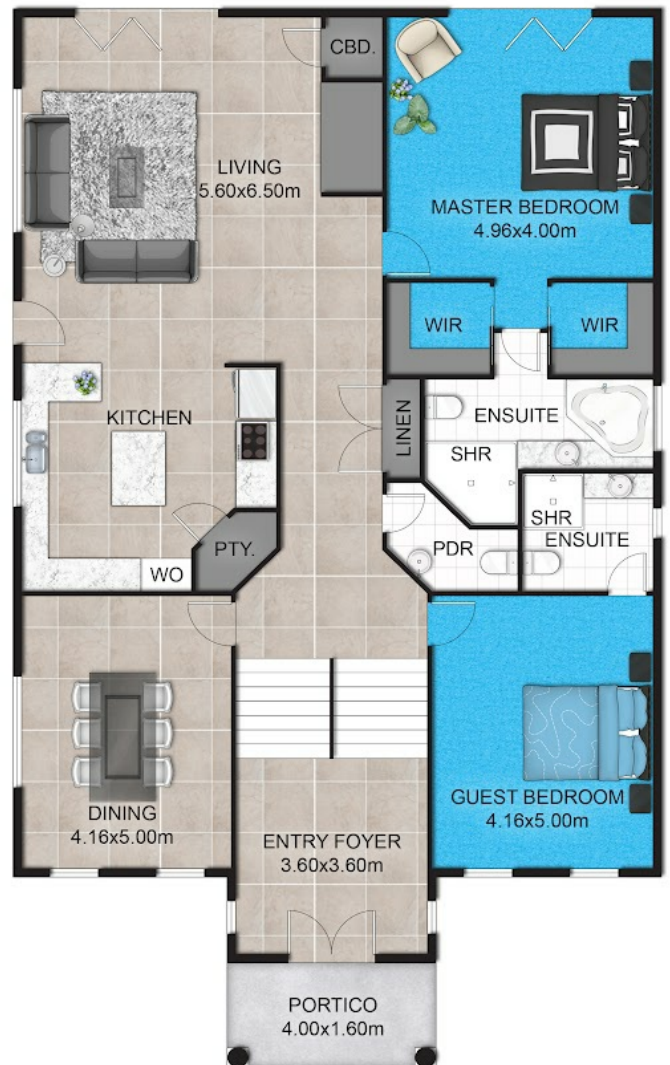 CBD.
LIVING
5.60x6.50m
MASTER BEDROOM
4.96x4.00m
WIR
WIR
KITCHEN
LINEN
ENSUITE
SHR
SHR
ENSUITE
PTY.
PDR
WO
DINING
4.16x5.00m
GUEST BEDROOM
4.16x5.00m
ENTRY FOYER
3.60x3.60m
PORTICO
4.00x1.60m